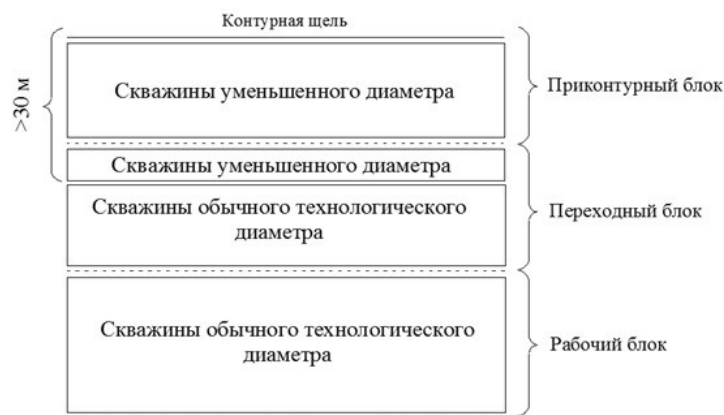 Контурная щель
>30 м
Скважины уменьшенного диаметра
Приконтурный блок
Скважины уменьшенного диаметра
Скважины обычного технологического
диаметра
Переходный блок
Скважины обычного технологического
диаметра
Рабочий блок